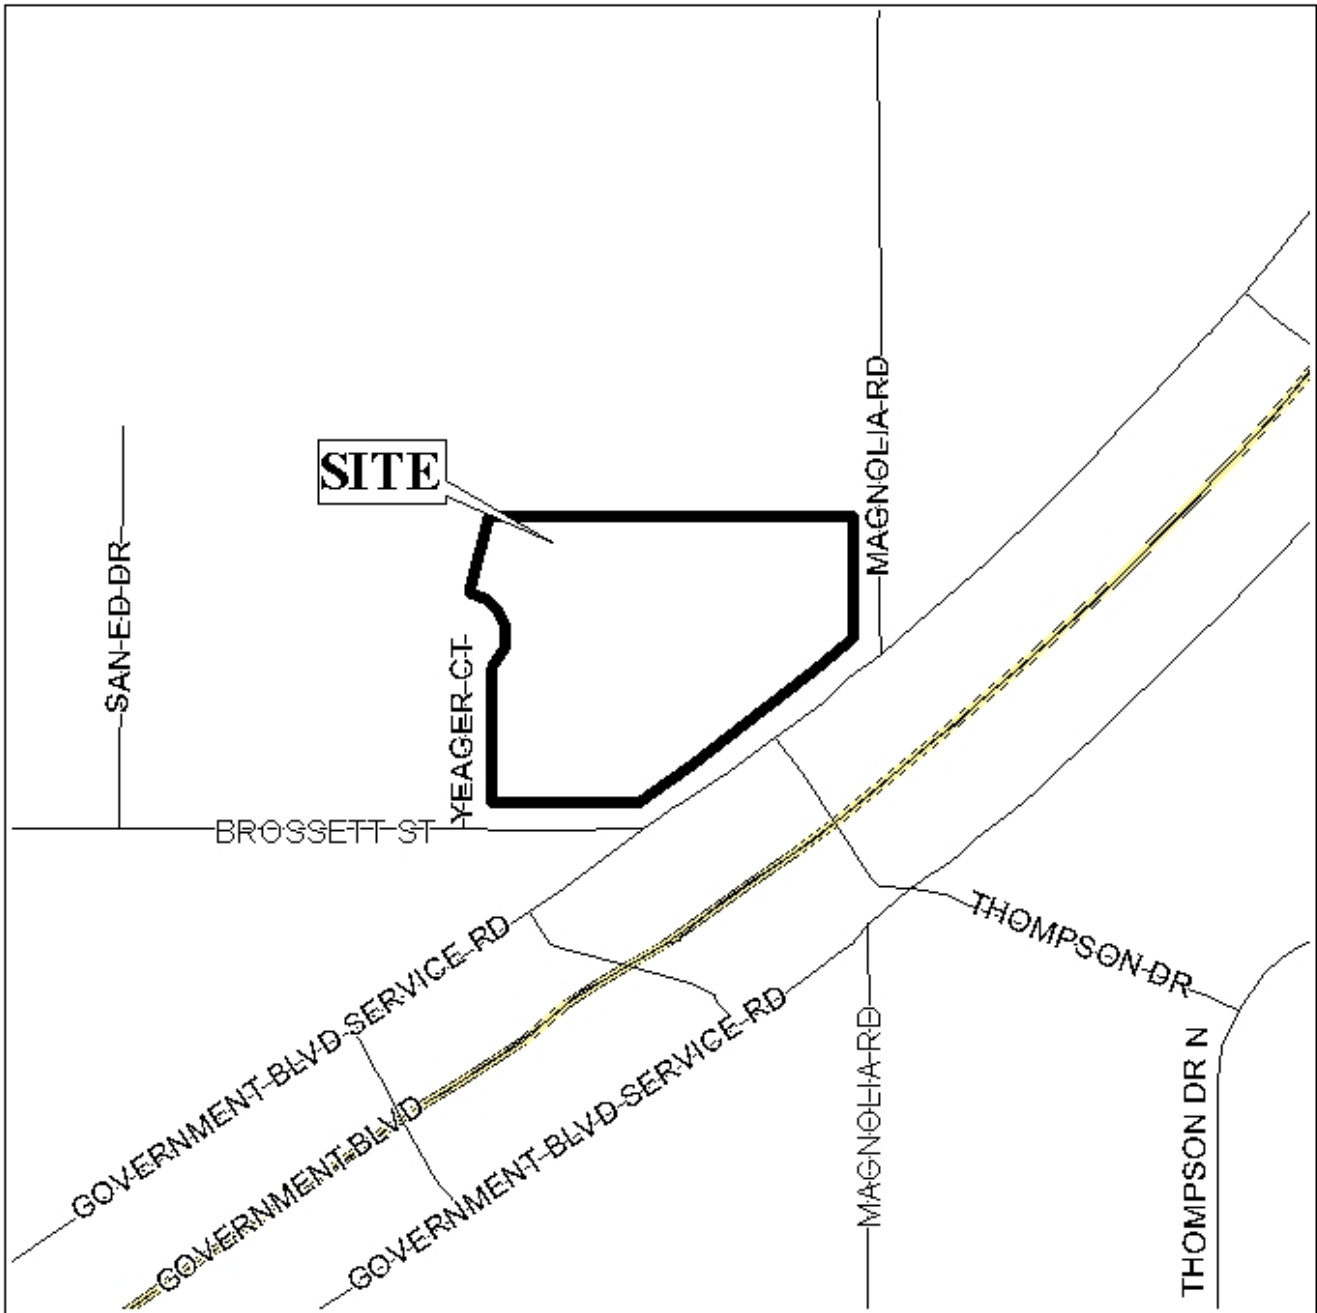 MAGNOLIA RD
SITE
SAN ED DR
YEAGER CT
BROSSETT ST
THOMPSON DR
GOVERNMENT BLVD SERVICE RD
GOVERNMENT BLVD
GOVERNMENT BLVD SERVICE RD
MAGNOLIA RD
THOMPSON DR N